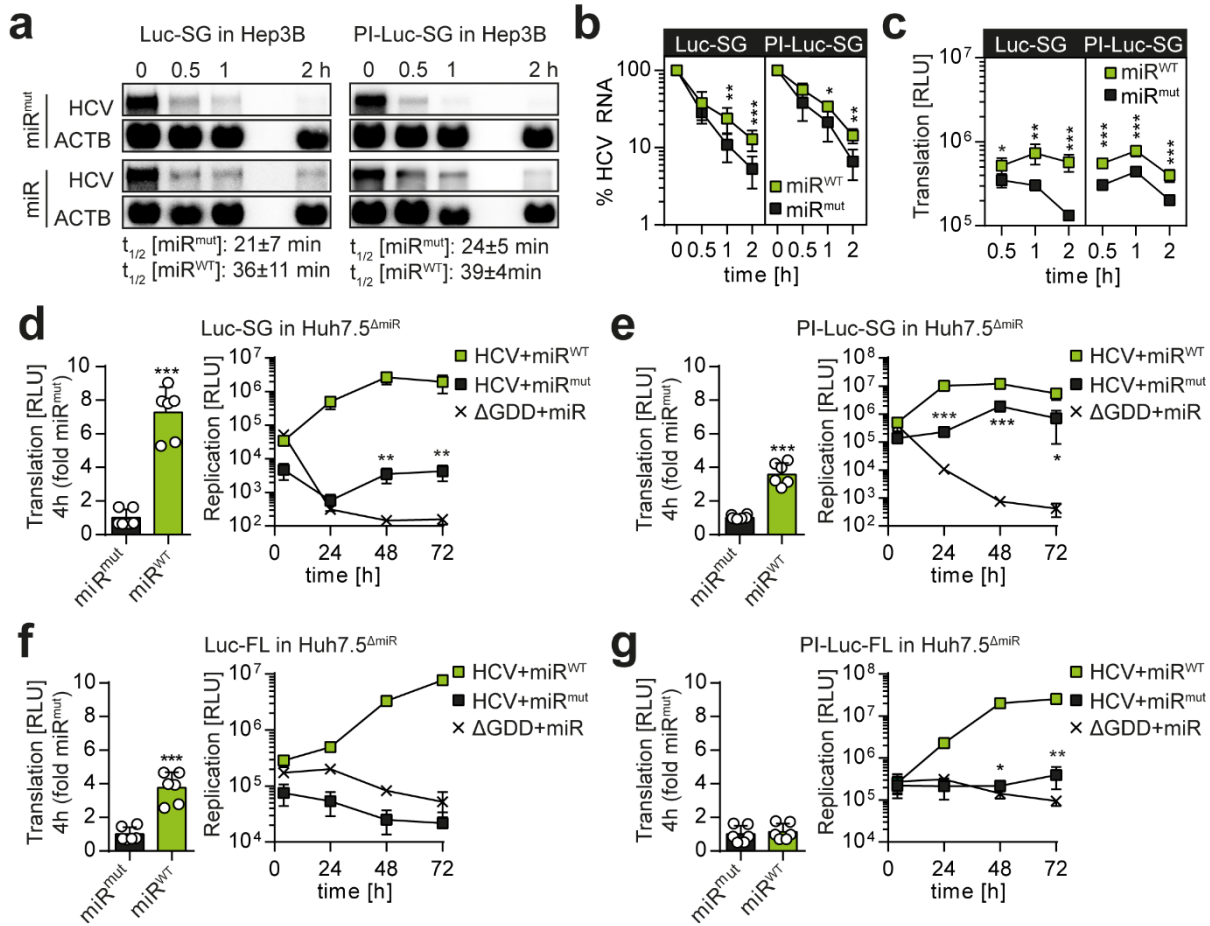 a
Luc-SG in Hep3B
PI-Luc-SG in Hep3B
0 0.5 1 2 h
0 0.5 1 2 h
miR^mut
HCV
ACTB
miR
HCV
ACTB
t1/2 [miR^mut]: 21±7 min
t1/2 [miR^WT]: 36±11 min
t1/2 [miR^mut]: 24±5 min
t1/2 [miR^WT]: 39±4min
b
Luc-SG
PI-Luc-SG
% HCV RNA
100
10
1
**
***
*
**
miR^WT
miR^mut
0 0.5 1 2
0 0.5 1 2
time [h]
c
Luc-SG
PI-Luc-SG
Translation [RLU]
10^7
10^6
10^5
miR^WT
miR^mut
*
**
***
***
***
***
0.5 1 2
0.5 1 2
time [h]
d
Luc-SG in Huh7.5^ΔmiR
Translation [RLU]
4h (fold miR^mut)
10
8
6
4
2
0
***
miR^mut
miR^WT
Replication [RLU]
10^7
10^6
10^5
10^4
10^3
10^2
**
**
0 24 48 72
time [h]
HCV+miR^WT
HCV+miR^mut
ΔGDD+miR
e
PI-Luc-SG in Huh7.5^ΔmiR
Translation [RLU]
4h (fold miR^mut)
10
8
6
4
2
0
***
miR^mut
miR^WT
Replication [RLU]
10^8
10^7
10^6
10^5
10^4
10^3
10^2
***
***
*
0 24 48 72
time [h]
HCV+miR^WT
HCV+miR^mut
ΔGDD+miR
f
Luc-FL in Huh7.5^ΔmiR
Translation [RLU]
4h (fold miR^mut)
10
8
6
4
2
0
***
miR^mut
miR^WT
Replication [RLU]
10^7
10^6
10^5
10^4
0 24 48 72
time [h]
HCV+miR^WT
HCV+miR^mut
ΔGDD+miR
g
PI-Luc-FL in Huh7.5^ΔmiR
Translation [RLU]
4h (fold miR^mut)
10
8
6
4
2
0
miR^mut
miR^WT
Replication [RLU]
10^8
10^7
10^6
10^5
10^4
*
**
0 24 48 72
time [h]
HCV+miR^WT
HCV+miR^mut
ΔGDD+miR